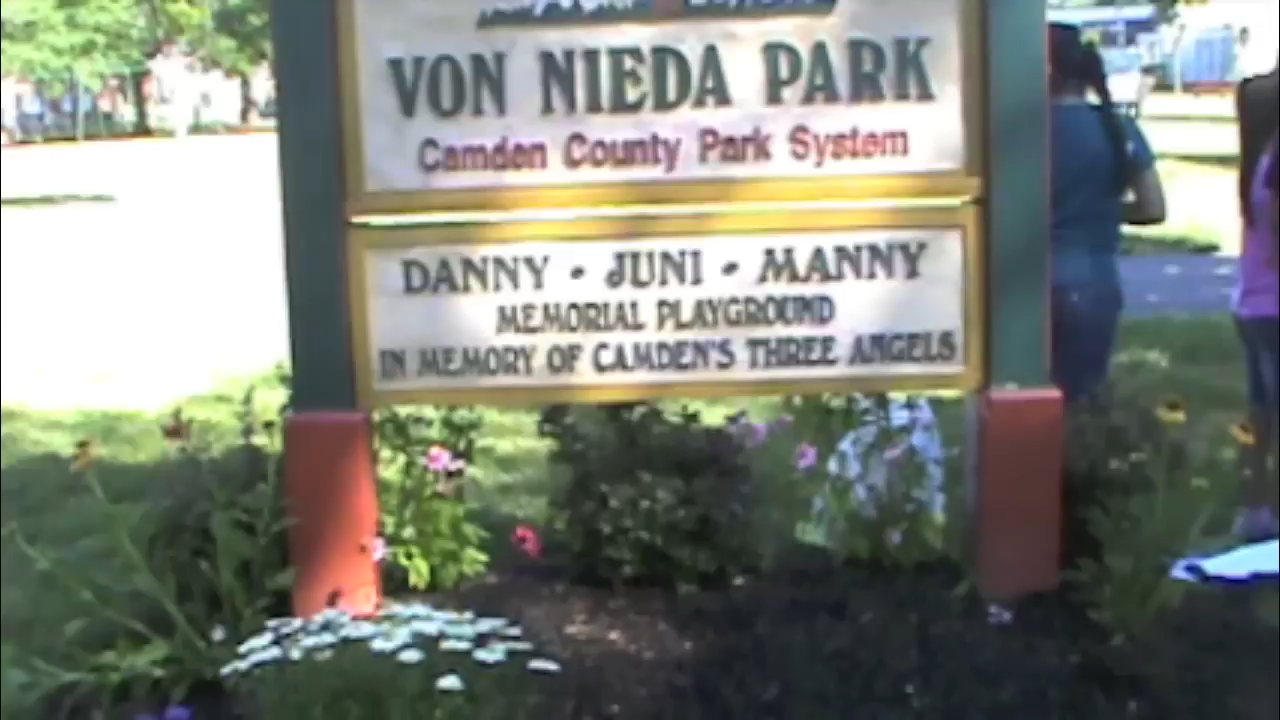 VON NIEDA PARK
Camden County Park System
DANNY - JUNI - MANNY
MEMORIAL PLAYGROUND
IN MEMORY OF CAMDEN'S THREE ANGELS